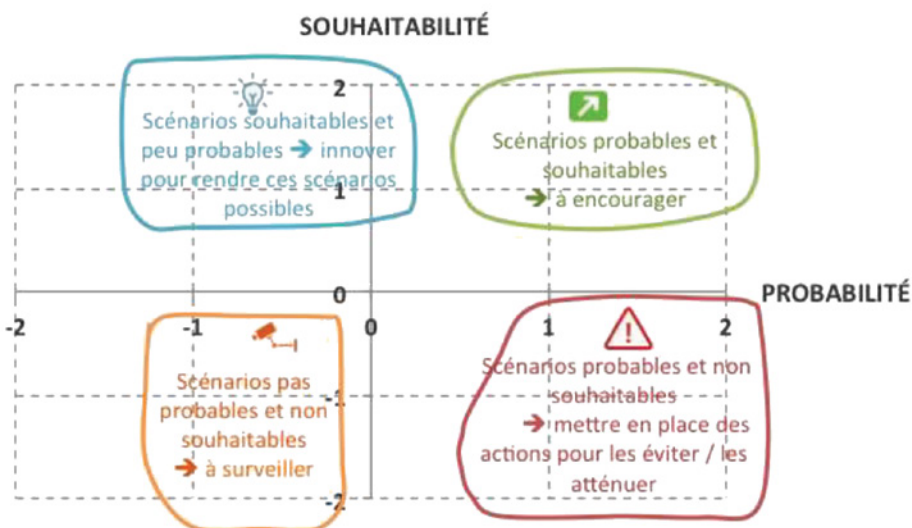 SOUHAITABILITÉ
2
Scénarios souhaitables et
peu probables ➔ innover
pour rendre ces scénarios
1
possibles
Scénarios probables et
souhaitables
➔ à encourager
0
PROBABILITÉ
-2
-1
0
1
2
Scénarios pas
probables et non
souhaitables
➔ à surveiller
-1
-2
Scénarios probables et non
souhaitables
➔ mettre en place des
actions pour les éviter / les
atténuer